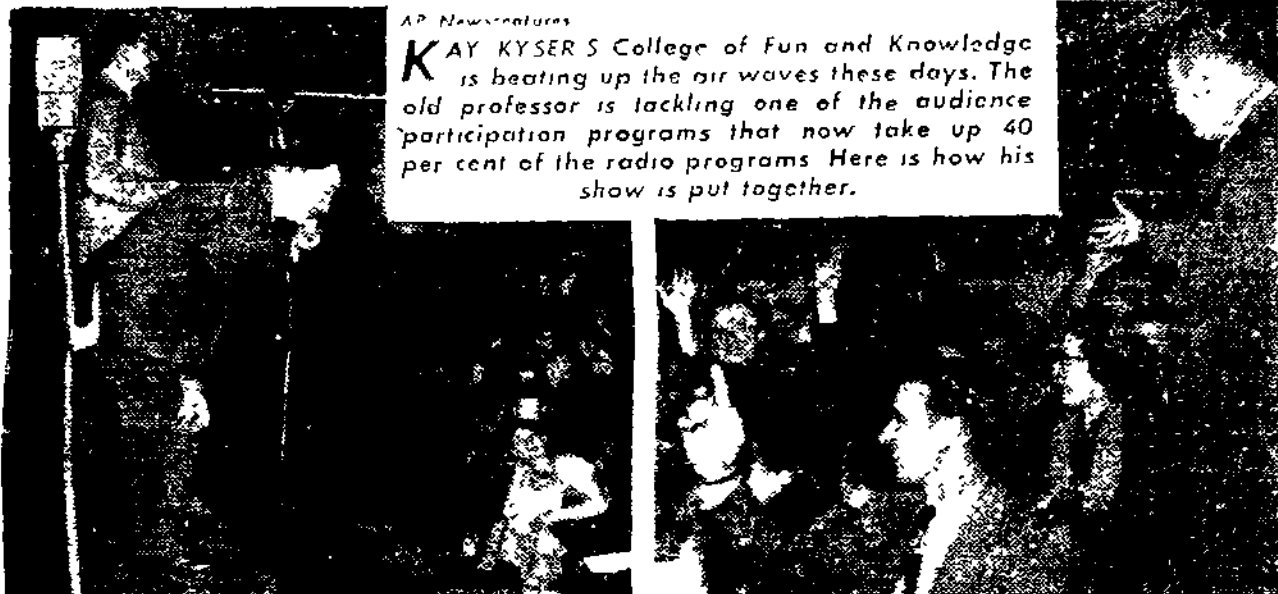 AP Newsfeatures
KAY KYSER S College of Fun and Knowledge
is beating up the air waves these days. The
old professor is tackling one of the audience
participation programs that now take up 40
per cent of the radio programs Here is how his
show is put together.